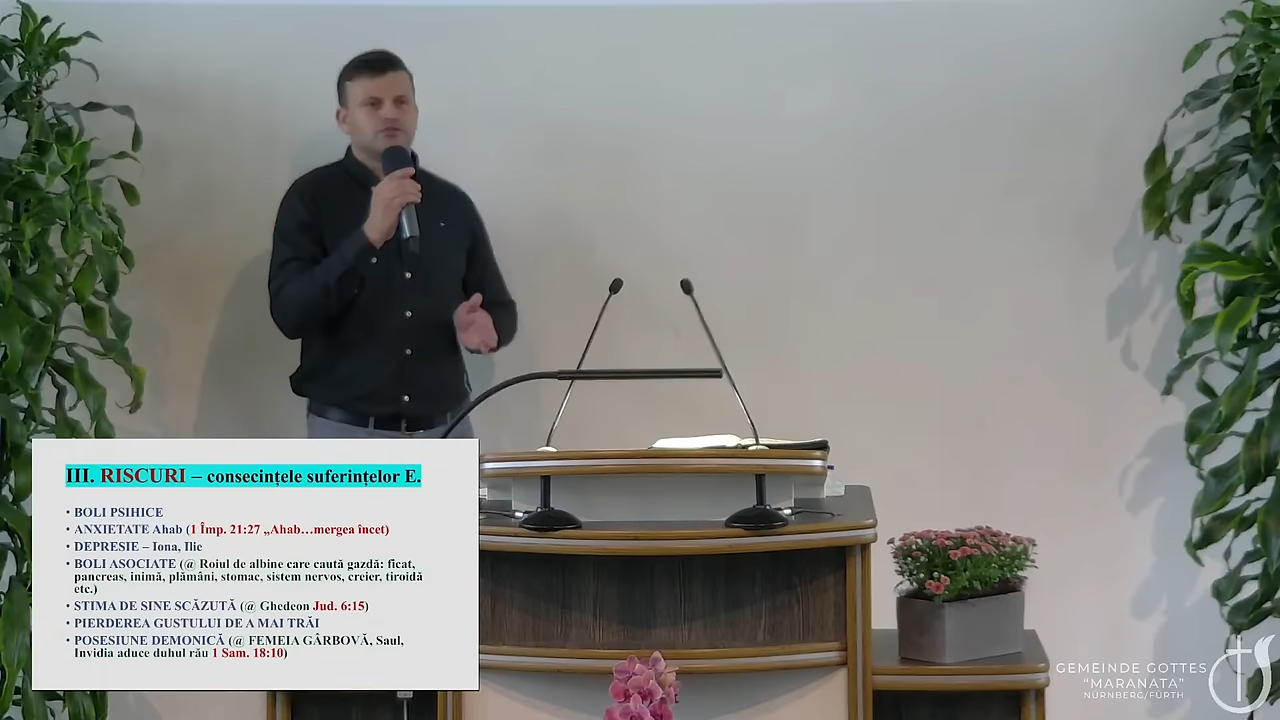 III. RISCURI – consecințele suferințelor E.
• BOLI PSIHICE
• ANXIETATE Ahab (1 Împ. 21:27 „Ahab…mergea încet)
• DEPRESIE – Iona, Ilie
• BOLI ASOCIATE (@ Roiul de albine care caută gazdă: ficat,
pancreas, inimă, plămâni, stomac, sistem nervos, creier, tiroidă
etc.)
• STIMA DE SINE SCĂZUTĂ (@ Ghedeon Jud. 6:15)
• PIERDEREA GUSTULUI DE A MAI TRĂI
• POSESIUNE DEMONICĂ (@ FEMEIA GÂRBOVĂ, Saul,
Invidia aduce duhul rău 1 Sam. 18:10)
GEMEINDE GOTTES
"MARANATA"
NÜRNBERG/FÜRTH